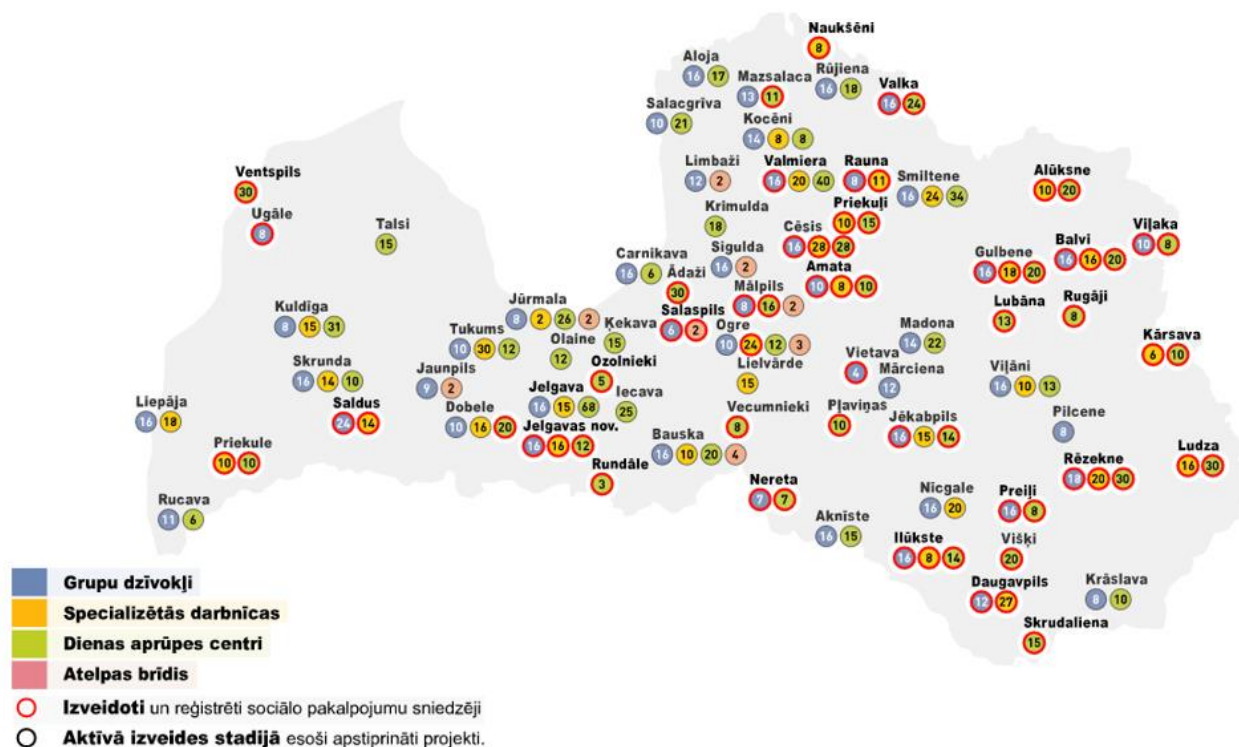 Naukšēni
8
Aloja
16 17
Mazsalaca
13 11
Rūjiena
16 18
Valka
16 24
Salacgrīva
10 21
Kocēni
14 8 8
Limbaži
12 2
Valmiera
16 20 40
Rauna
8 11
Smiltene
16 24 34
Alūksne
10 20
Ventspils
30
Ugāle
8
Talsi
15
Krimulda
18
Priekuļi
10 15
Cēsis
16 28 28
Viļaka
10 8
Balvi
16 16 20
Gulbene
16 18 20
Carnikava
16 6
Sigulda
16 2
Ādaži
30
Amata
10 8 10
Mālpils
8 16 2
Lubāna
13
Rugāji
8
Kuldīga
8 15 31
Jūrmala
8 2 26 2
Salaspils
6 2
Ķekava
15
Tukums
10 30 12
Olaine
12
Ogre
10 24 12 3
Madona
14 22
Kārsava
6 10
Skrunda
16 14 10
Jaunpils
9 2
Ozolnieki
5
Lielvārde
15
Vietava
4
Mārciena
12
Viļāni
16 10 13
Liepāja
16 18
Saldus
24 14
Jelgava
16 15 68
Iecava
25
Dobele
10 16 20
Vecumnieki
8
Pļaviņas
10
Jēkabpils
16 15 14
Pilcene
8
Jelgavas nov.
16 16 12
Bauska
16 10 20 4
Priekule
10 10
Rundāle
3
Ludza
16 30
Rēzekne
18 20 30
Nereta
7 7
Nicgale
16 20
Preiļi
16 8
Rucava
11 6
Aknīste
16 15
Ilūkste
16 8 14
Višķi
20
Daugavpils
12 27
Krāslava
8 10
Skrudaliena
15
Grupu dzīvokļi
Specializētās darbnīcas
Dienas aprūpes centri
Atelpas brīdis
Izveidoti un reģistrēti sociālo pakalpojumu sniedzēji
Aktīvā izveides stadijā esoši apstiprināti projekti.